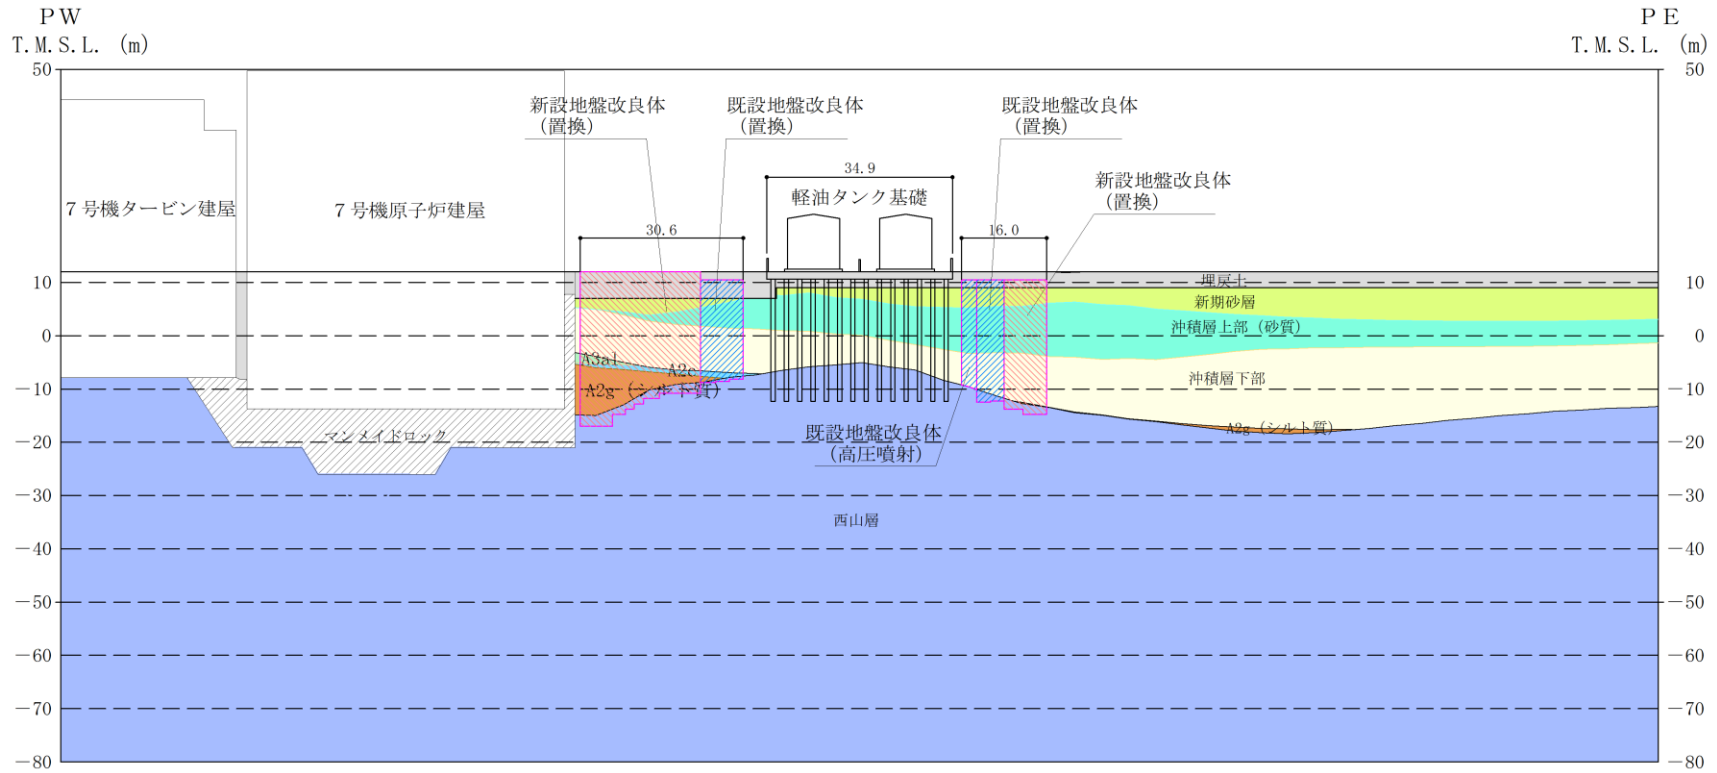 ＰＷ
ＰＥ
T.M.S.L. (m)
T.M.S.L. (m)
50
50
新設地盤改良体
（置換）
既設地盤改良体
（置換）
既設地盤改良体
（置換）
34.9
新設地盤改良体
（置換）
軽油タンク基礎
７号機タービン建屋
７号機原子炉建屋
30.6
16.0
10
埋戻土
10
新期砂層
沖積層上部（砂質）
0
0
A3a1
A2c
沖積層下部
－10
A2g（シルト質）
－10
マンメイドロック
既設地盤改良体
（高圧噴射）
A2g（シルト質）
－20
－20
－30
－30
西山層
－40
－40
－50
－50
－60
－60
－70
－70
－80
－80